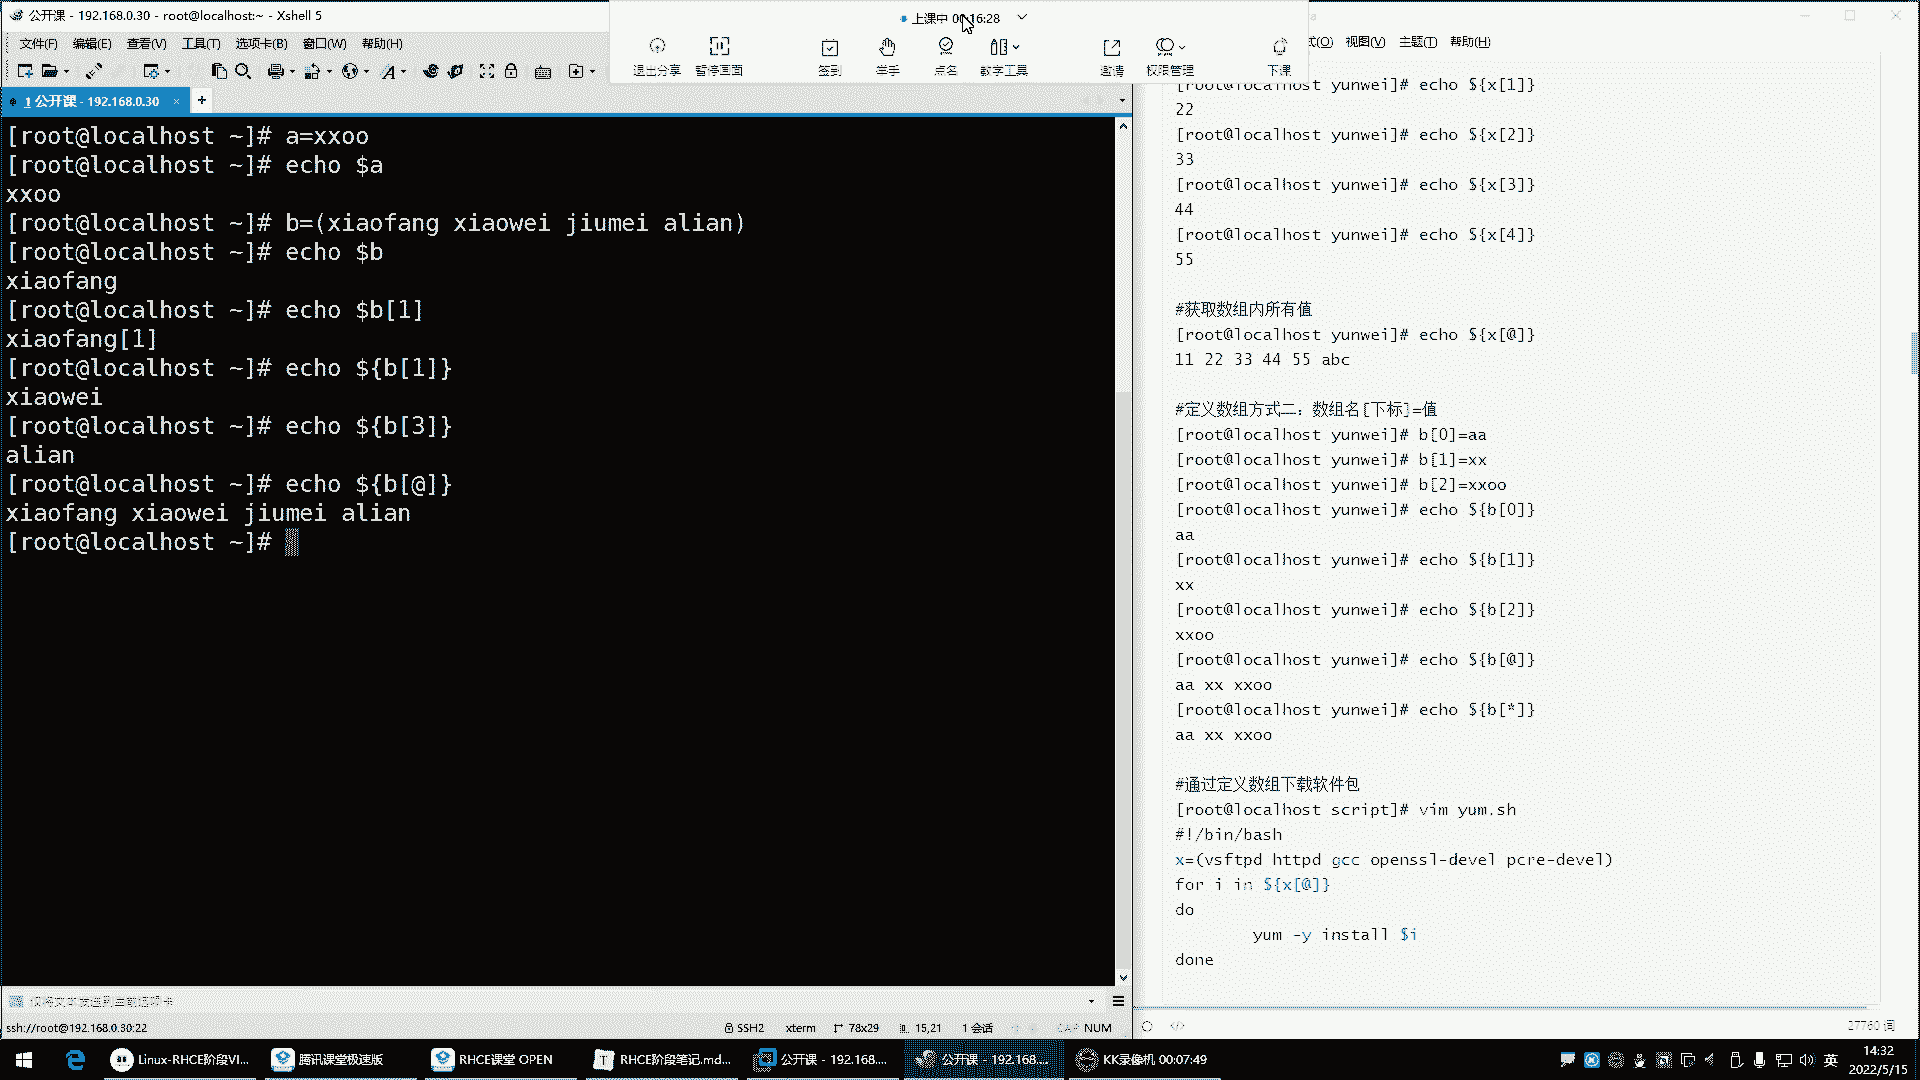 公开课 - 192.168.0.30 - root@localhost:~ - Xshell 5
文件(F) 编辑(E) 查看(V) 工具(T) 选项卡(B) 窗口(W) 帮助(H)
上课中 00:16:28
退出分享 暂停画面 签到 举手 点名 教学工具 邀请 权限管理 下课
视图(V) 主题(T) 帮助(H)
1 公开课 - 192.168.0.30 × +
[root@localhost ~]# a=xxoo
[root@localhost ~]# echo $a
xxoo
[root@localhost ~]# b=(xiaofang xiaowei jiumei alian)
[root@localhost ~]# echo $b
xiaofang
[root@localhost ~]# echo $b[1]
xiaofang[1]
[root@localhost ~]# echo ${b[1]}
xiaowei
[root@localhost ~]# echo ${b[3]}
alian
[root@localhost ~]# echo ${b[@]}
xiaofang xiaowei jiumei alian
[root@localhost ~]#
仅将文本发送到当前选项卡
ssh://root@192.168.0.30:22 SSH2 xterm 78x29 15,21 1 会话 CAP NUM
[root@localhost yunwei]# echo ${x[1]}
22
[root@localhost yunwei]# echo ${x[2]}
33
[root@localhost yunwei]# echo ${x[3]}
44
[root@localhost yunwei]# echo ${x[4]}
55
#获取数组内所有值
[root@localhost yunwei]# echo ${x[@]}
11 22 33 44 55 abc
#定义数组方式二：数组名[下标]=值
[root@localhost yunwei]# b[0]=aa
[root@localhost yunwei]# b[1]=xx
[root@localhost yunwei]# b[2]=xxoo
[root@localhost yunwei]# echo ${b[0]}
aa
[root@localhost yunwei]# echo ${b[1]}
xx
[root@localhost yunwei]# echo ${b[2]}
xxoo
[root@localhost yunwei]# echo ${b[@]}
aa xx xxoo
[root@localhost yunwei]# echo ${b[*]}
aa xx xxoo
#通过定义数组下载软件包
[root@localhost script]# vim yum.sh
#!/bin/bash
x=(vsftpd httpd gcc openssl-devel pcre-devel)
for i in ${x[@]}
do
yum -y install $i
done
27760 词
Linux-RHCE阶段VI... 腾讯课堂极速版 RHCE课堂 OPEN RHCE阶段笔记.md... 公开课 - 192.168.... 公开课 - 192.168.... KK录像机 00:07:49
英
14:32
2022/5/15